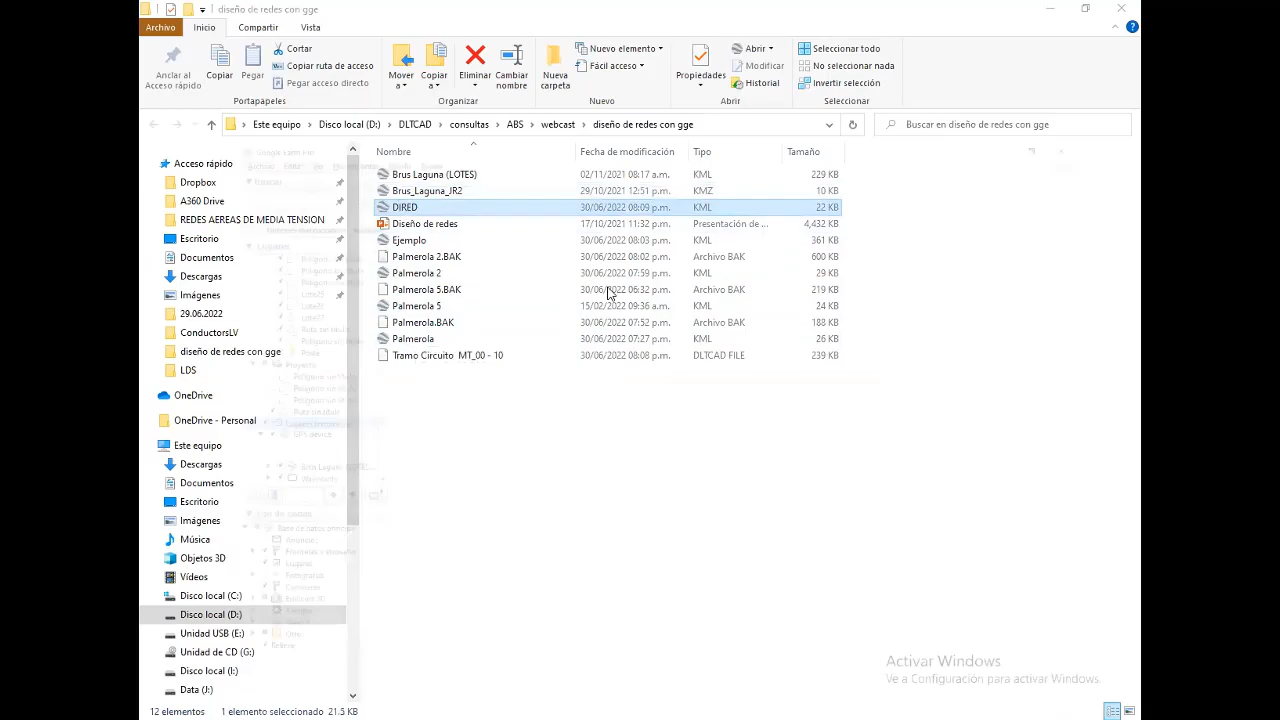 diseño de redes con gge
Archivo Inicio Compartir Vista
Anclar al Acceso rápido
Copiar
Pegar
Cortar
Copiar ruta de acceso
Pegar acceso directo
Portapapeles
Mover a
Copiar a
Eliminar
Cambiar nombre
Organizar
Nueva carpeta
Nuevo elemento
Fácil acceso
Nuevo
Propiedades
Abrir
Modificar
Historial
Abrir
Seleccionar todo
No seleccionar nada
Invertir selección
Seleccionar
Este equipo > Disco local (D:) > DLTCAD > consultas > ABS > webcast > diseño de redes con gge
Buscar en diseño de redes con gge
Acceso rápido
Dropbox
A360 Drive
REDES AEREAS DE MEDIA TENSION
Escritorio
Documentos
Descargas
Imágenes
29.06.2022
ConductorsLV
diseño de redes con gge
LDS
OneDrive
OneDrive - Personal
Este equipo
Descargas
Documentos
Escritorio
Imágenes
Música
Objetos 3D
Vídeos
Disco local (C:)
Disco local (D:)
Unidad USB (E:)
Unidad de CD (G:)
Disco local (I:)
Data (J:)
Nombre Fecha de modificación Tipo Tamaño
Brus Laguna (LOTES) 02/11/2021 08:17 a.m. KML 229 KB
Brus_Laguna_JR2 29/10/2021 12:51 p.m. KMZ 10 KB
DIRED 30/06/2022 08:09 p.m. KML 22 KB
Diseño de redes 17/10/2021 11:32 p.m. Presentación de ... 4,432 KB
Ejemplo 30/06/2022 08:03 p.m. KML 361 KB
Palmerola 2.BAK 30/06/2022 08:02 p.m. Archivo BAK 600 KB
Palmerola 2 30/06/2022 07:59 p.m. KML 29 KB
Palmerola 5.BAK 30/06/2022 06:32 p.m. Archivo BAK 219 KB
Palmerola 5 15/02/2022 09:36 a.m. KML 24 KB
Palmerola.BAK 30/06/2022 07:52 p.m. Archivo BAK 188 KB
Palmerola 30/06/2022 07:27 p.m. KML 26 KB
Tramo Circuito MT_00 - 10 30/06/2022 08:08 p.m. DLTCAD FILE 239 KB
Activar Windows
Ve a Configuración para activar Windows.
12 elementos 1 elemento seleccionado 21.5 KB